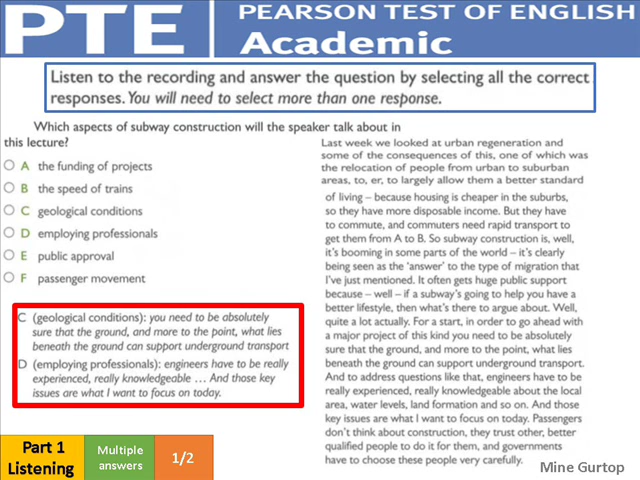 PTE
PEARSON TEST OF ENGLISH
Academic
Listen to the recording and answer the question by selecting all the correct
responses. You will need to select more than one response.
Which aspects of subway construction will the speaker talk about in
this lecture?
A the funding of projects
B the speed of trains
C geological conditions
D employing professionals
E public approval
F passenger movement
C (geological conditions): you need to be absolutely
sure that the ground, and more to the point, what lies
beneath the ground can support underground transport
D (employing professionals): engineers have to be really
experienced, really knowledgeable ... And those key
issues are what I want to focus on today.
Last week we looked at urban regeneration and
some of the consequences of this, one of which was
the relocation of people from urban to suburban
areas, to, er, to largely allow them a better standard
of living – because housing is cheaper in the suburbs,
so they have more disposable income. But they have
to commute, and commuters need rapid transport to
get them from A to B. So subway construction is, well,
it's booming in some parts of the world – it's clearly
being seen as the 'answer' to the type of migration that
I've just mentioned. It often gets huge public support
because – well – if a subway's going to help you have a
better lifestyle, then what's there to argue about. Well,
quite a lot actually. For a start, in order to go ahead with
a major project of this kind you need to be absolutely
sure that the ground, and more to the point, what lies
beneath the ground can support underground transport.
And to address questions like that, engineers have to be
really experienced, really knowledgeable about the local
area, water levels, land formation and so on. And those
key issues are what I want to focus on today. Passengers
don't think about construction, they trust other, better
qualified people to do it for them, and governments
have to choose these people very carefully.
Part 1
Listening
Multiple
answers
1/2
Mine Gurtop